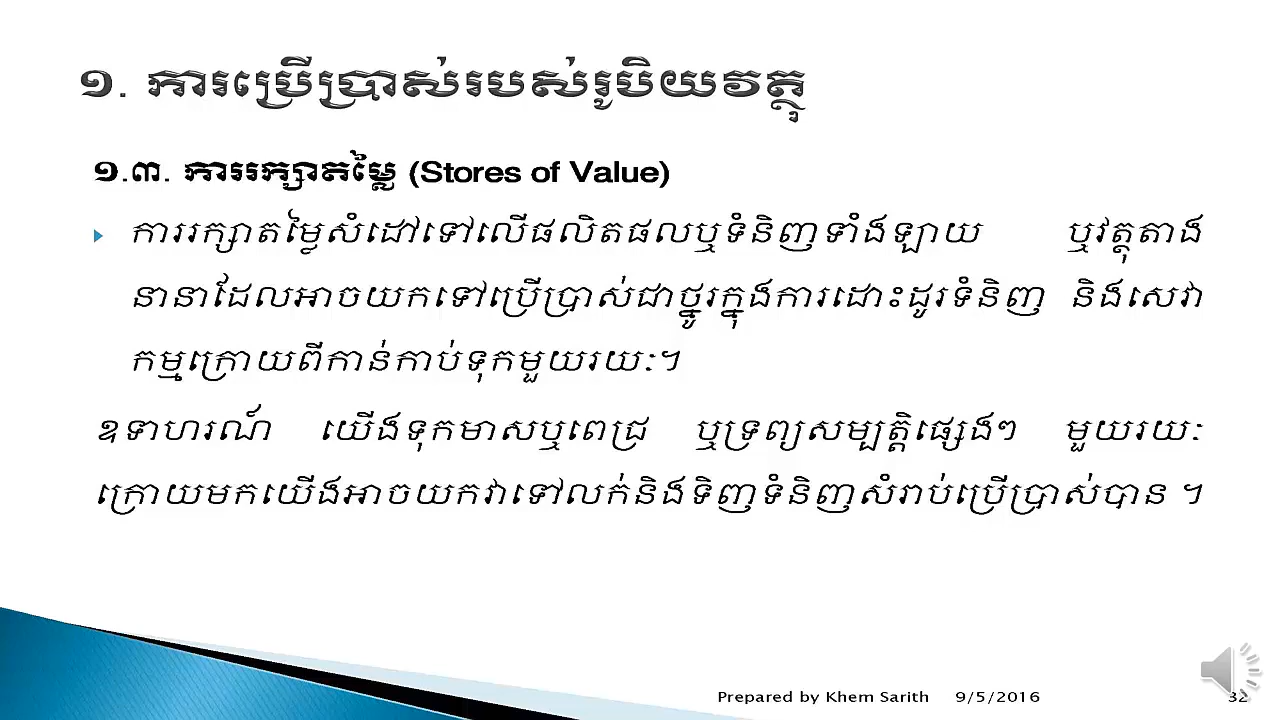 ១. ការប្រើប្រាស់របស់រូបិយវត្ថុ
១.៣. ការរក្សាតម្លៃ (Stores of Value)
ការរក្សាតម្លៃសំដៅទៅលើផលិតផលឬទំនិញទាំងឡាយ ឬវត្ថុតាង
នានាដែលអាចយកទៅប្រើប្រាស់ជាថ្នូរក្នុងការដោះដូរទំនិញ និងសេវា
កម្មក្រោយពីកាន់កាប់ទុកមួយរយៈ។
ឧទាហរណ៍ យើងទុកមាសឬពេជ្រ ឬទ្រព្យសម្បត្តិផ្សេងៗ មួយរយៈ
ក្រោយមកយើងអាចយកវាទៅលក់និងទិញទំនិញសំរាប់ប្រើប្រាស់បាន ។
Prepared by Khem Sarith 9/5/2016 32